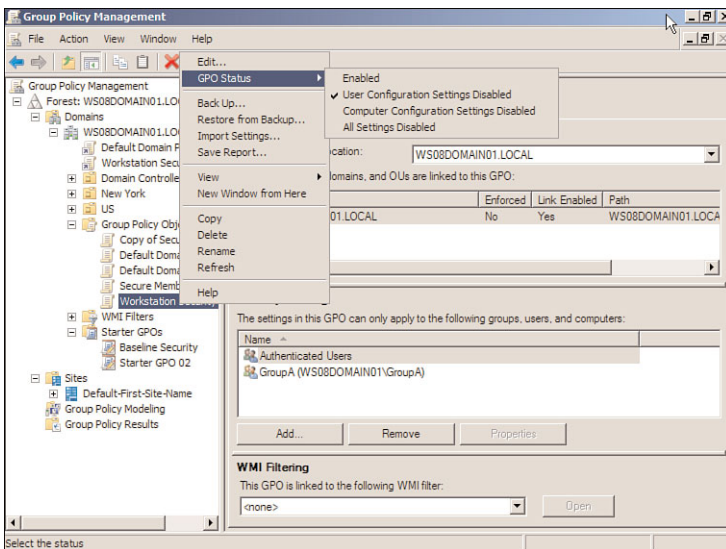 Group Policy Management
File Action View Window Help
Group Policy Management
Forest: WS08DOMAIN01.LO
Domains
WS08DOMAIN01.LO
Default Domain P
Workstation Secu
Domain Controlle
New York
US
Group Policy Obje
Copy of Secu
Default Doma
Default Doma
Secure Memb
Workstation Security
WMI Filters
Starter GPOs
Baseline Security
Starter GPO 02
Sites
Default-First-Site-Name
Group Policy Modeling
Group Policy Results
Edit...
GPO Status
Back Up...
Restore from Backup...
Import Settings...
Save Report...
View
New Window from Here
Copy
Delete
Rename
Refresh
Help
Enabled
User Configuration Settings Disabled
Computer Configuration Settings Disabled
All Settings Disabled
ocation: WS08DOMAIN01.LOCAL
domains, and OUs are linked to this GPO:
Enforced Link Enabled Path
01.LOCAL No Yes WS08DOMAIN01.LOCA
The settings in this GPO can only apply to the following groups, users, and computers:
Name
Authenticated Users
GroupA (WS08DOMAIN01\GroupA)
Add... Remove Properties
WMI Filtering
This GPO is linked to the following WMI filter:
<none> Open
Select the status